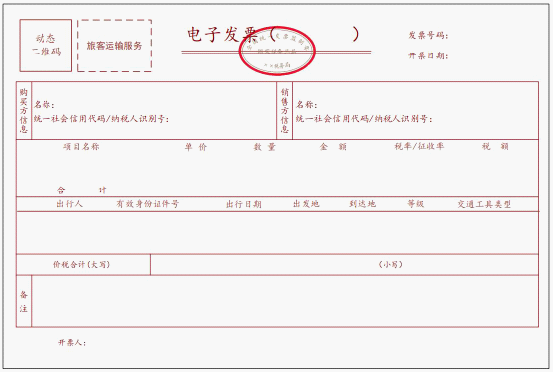 动态
二维码
旅客运输服务
电子发票（ ）
发票号码：
开票日期：
购买方信息
名称：
统一社会信用代码/纳税人识别号：
销售方信息
名称：
统一社会信用代码/纳税人识别号：
项目名称 单价 数量 金额 税率/征收率 税额
合计
出行人 有效身份证件号 出行日期 出发地 到达地 等级 交通工具类型
价税合计(大写) （小写）
备注
开票人：